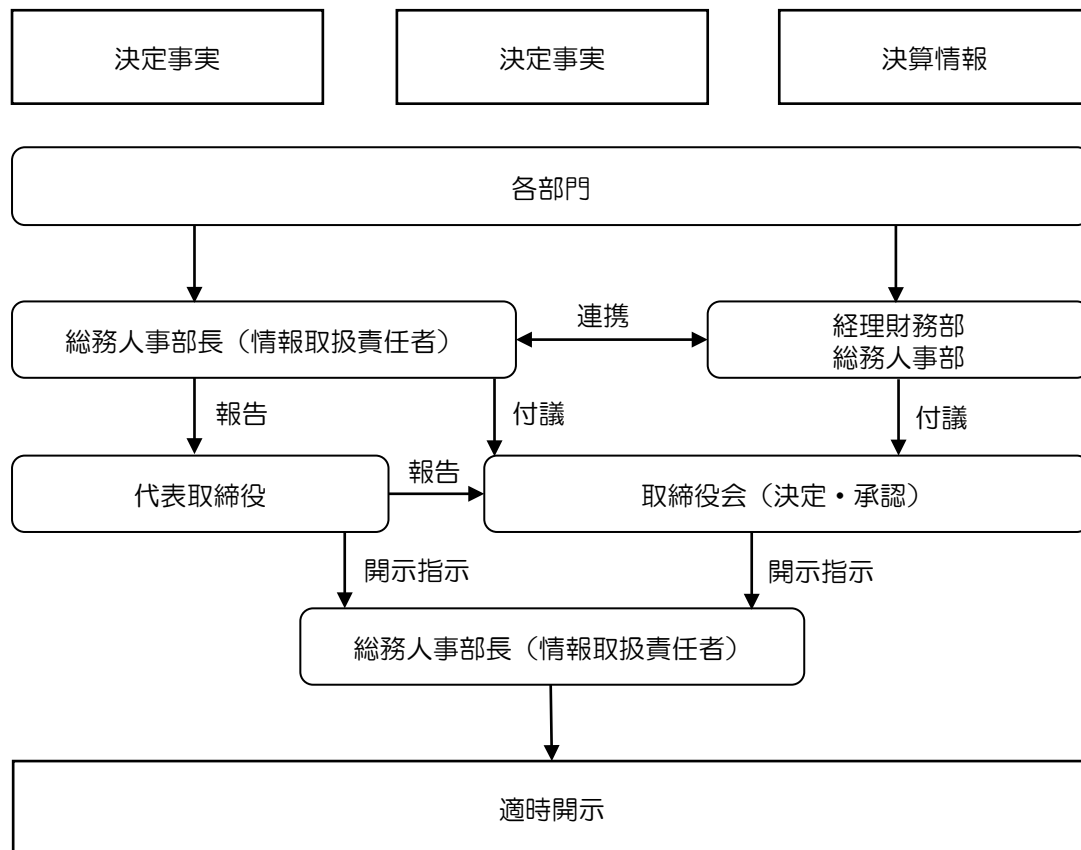 決定事実
決定事実
決算情報
各部門
総務人事部長（情報取扱責任者）
連携
経理財務部
総務人事部
報告
付議
付議
代表取締役
報告
取締役会（決定・承認）
開示指示
開示指示
総務人事部長（情報取扱責任者）
適時開示